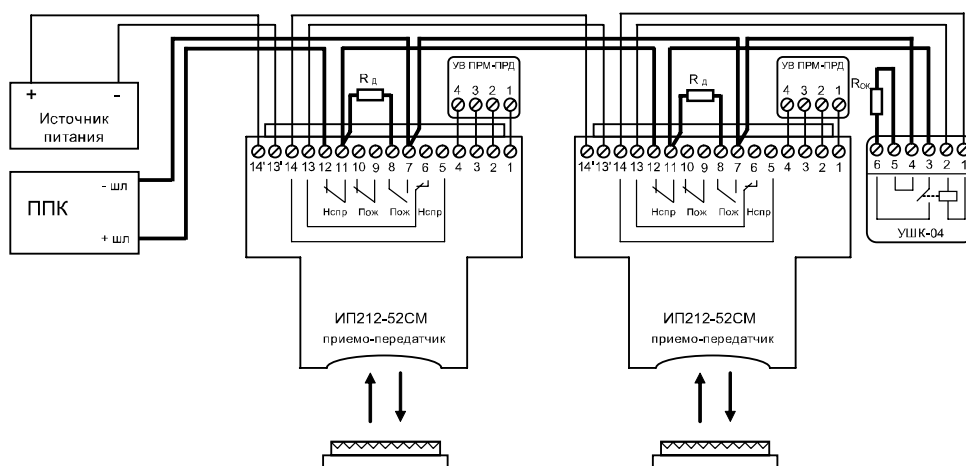 + -
Источник
питания
ППК
- шл
+ шл
R д
УВ ПРМ-ПРД
4 3 2 1
14' 13' 14 13 12 11 10 9 8 7 6 5 4 3 2 1
Нспр Пож Пож Нспр
ИП212-52СМ
приемо-передатчик
R д
УВ ПРМ-ПРД
4 3 2 1
14' 13' 14 13 12 11 10 9 8 7 6 5 4 3 2 1
Нспр Пож Пож Нспр
ИП212-52СМ
приемо-передатчик
Rок
6 5 4 3 2 1
УШК-04